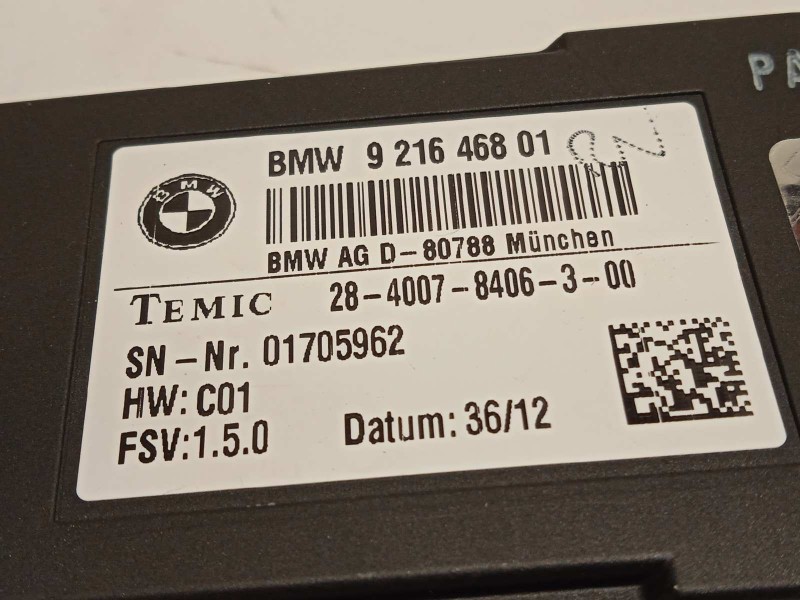 BMW 9 216 468 01
BMW
BMW AG D-80788 München
TEMIC 28-4007-8406-3-00
SN-Nr. 01705962
HW: C01
FSV:1.5.0 Datum: 36/12